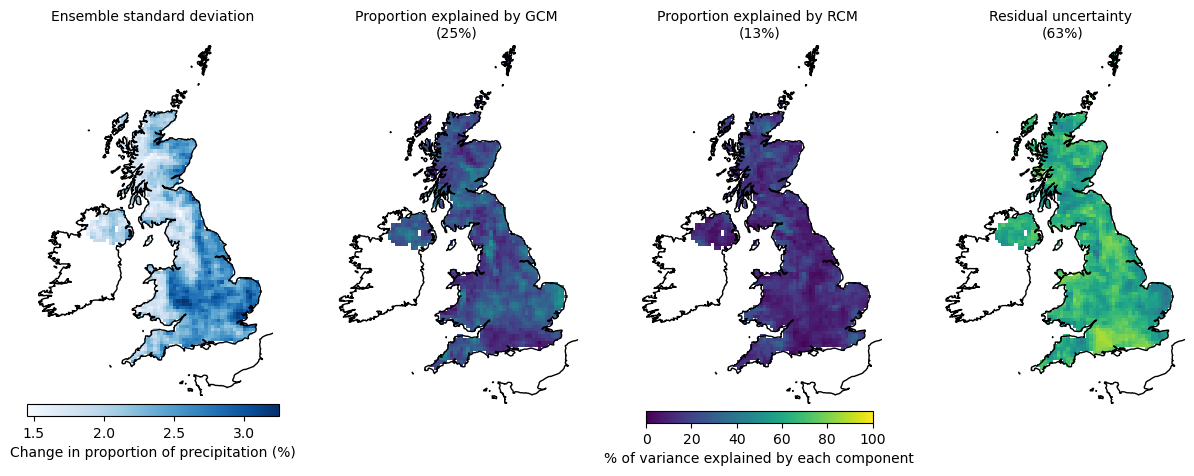 Ensemble standard deviation
Proportion explained by GCM
(25%)
Proportion explained by RCM
(13%)
Residual uncertainty
(63%)
1.5 2.0 2.5 3.0
Change in proportion of precipitation (%)
0 20 40 60 80 100
% of variance explained by each component